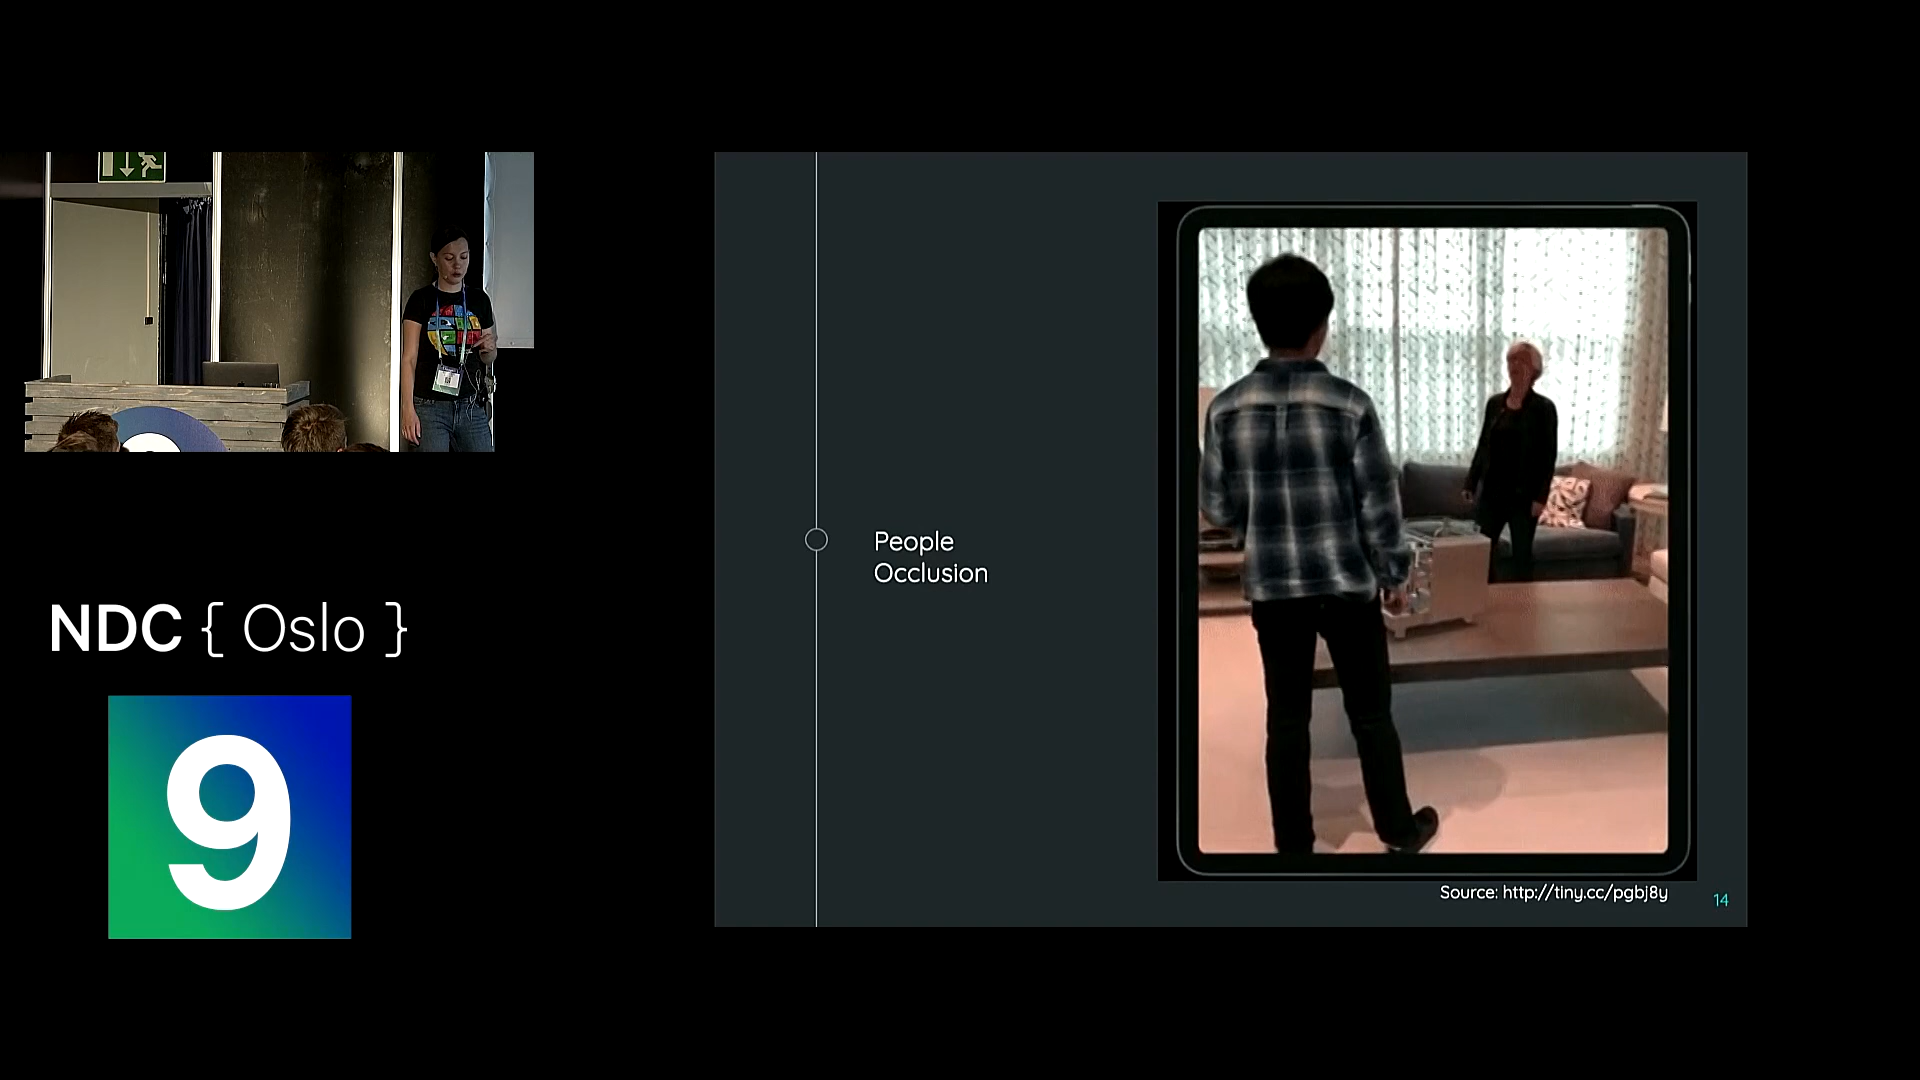 NDC { Oslo }
9
People
Occlusion
Source: http://tiny.cc/pgbj8y
14